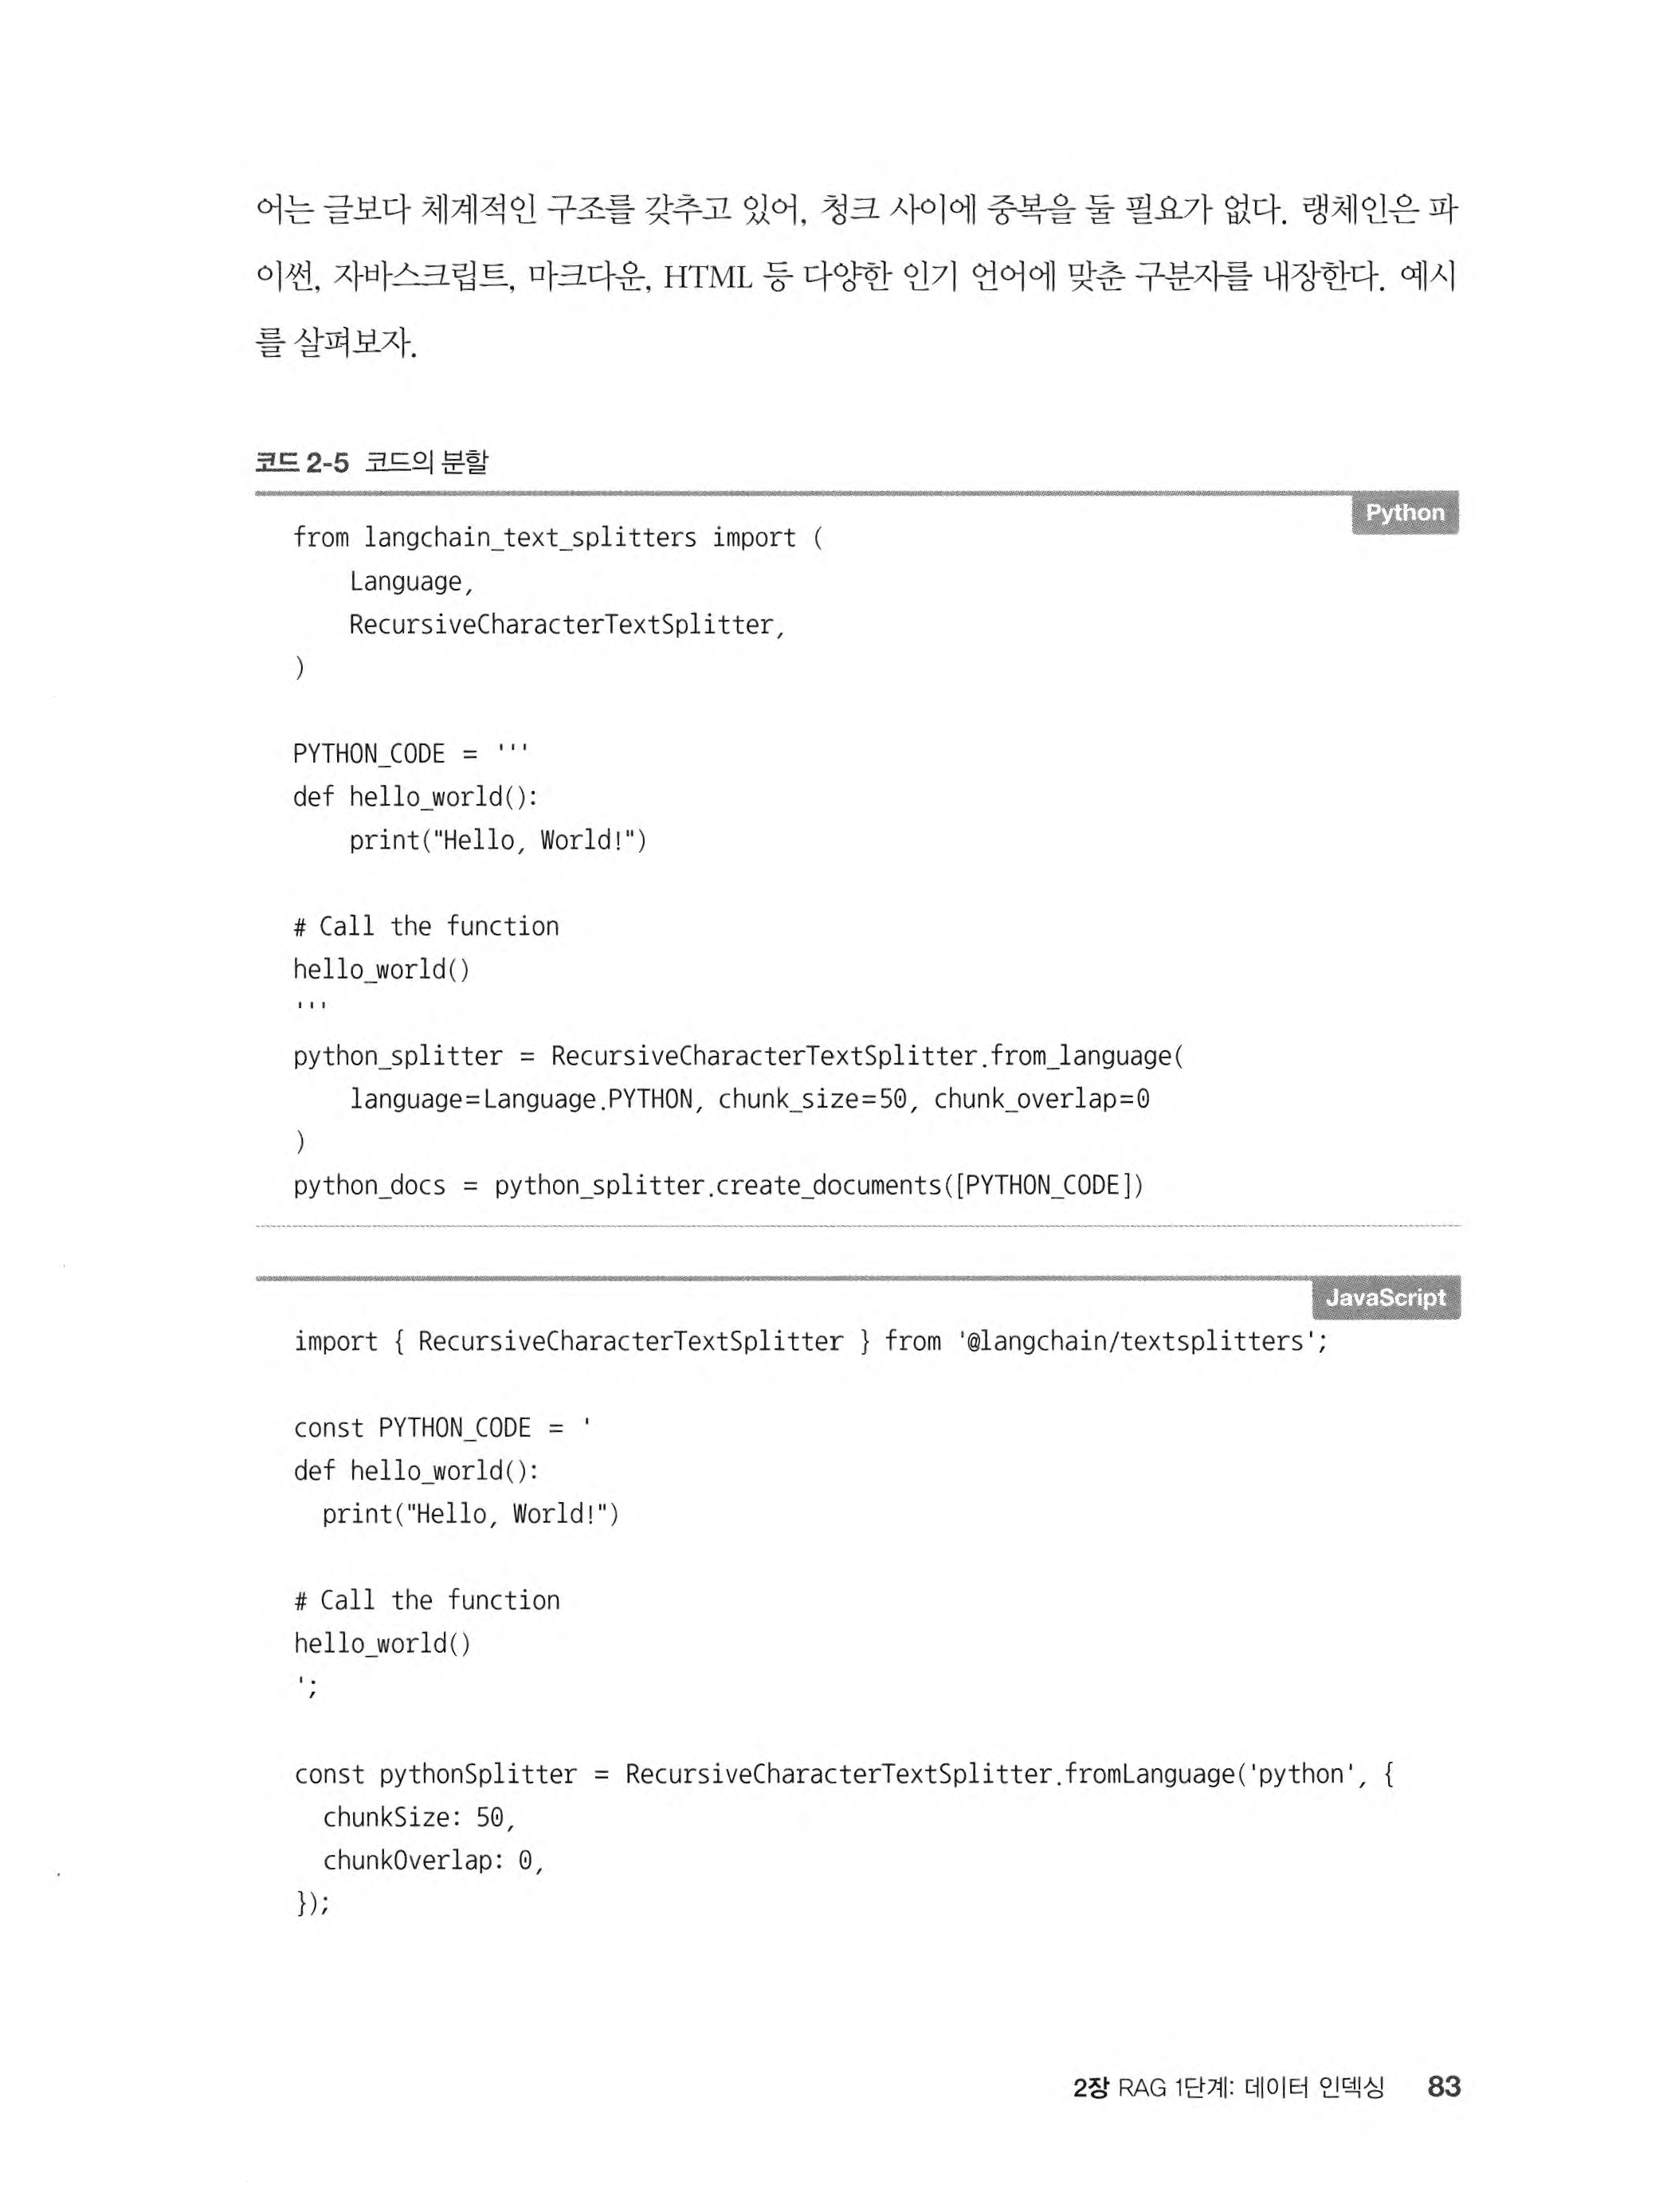 어는 글보다 체계적인 구조를 갖추고 있어, 청크 사이에 중복을 둘 필요가 없다. 랭체인은 파
이썬, 자바스크립트, 마크다운, HTML 등 다양한 인기 언어에 맞춘 구분자를 내장한다. 예시
를 살펴보자.
코드 2-5 코드의 분할
Python
from langchain_text_splitters import (
    Language,
    RecursiveCharacterTextSplitter,
)

PYTHON_CODE = '''
def hello_world():
    print("Hello, World!")

# Call the function
hello_world()
'''
python_splitter = RecursiveCharacterTextSplitter.from_language(
    language=Language.PYTHON, chunk_size=50, chunk_overlap=0
)
python_docs = python_splitter.create_documents([PYTHON_CODE])
JavaScript
import { RecursiveCharacterTextSplitter } from '@langchain/textsplitters';

const PYTHON_CODE = '
def hello_world():
  print("Hello, World!")

# Call the function
hello_world()
';

const pythonSplitter = RecursiveCharacterTextSplitter.fromLanguage('python', {
  chunkSize: 50,
  chunkOverlap: 0,
});
2장 RAG 1단계: 데이터 인덱싱 83